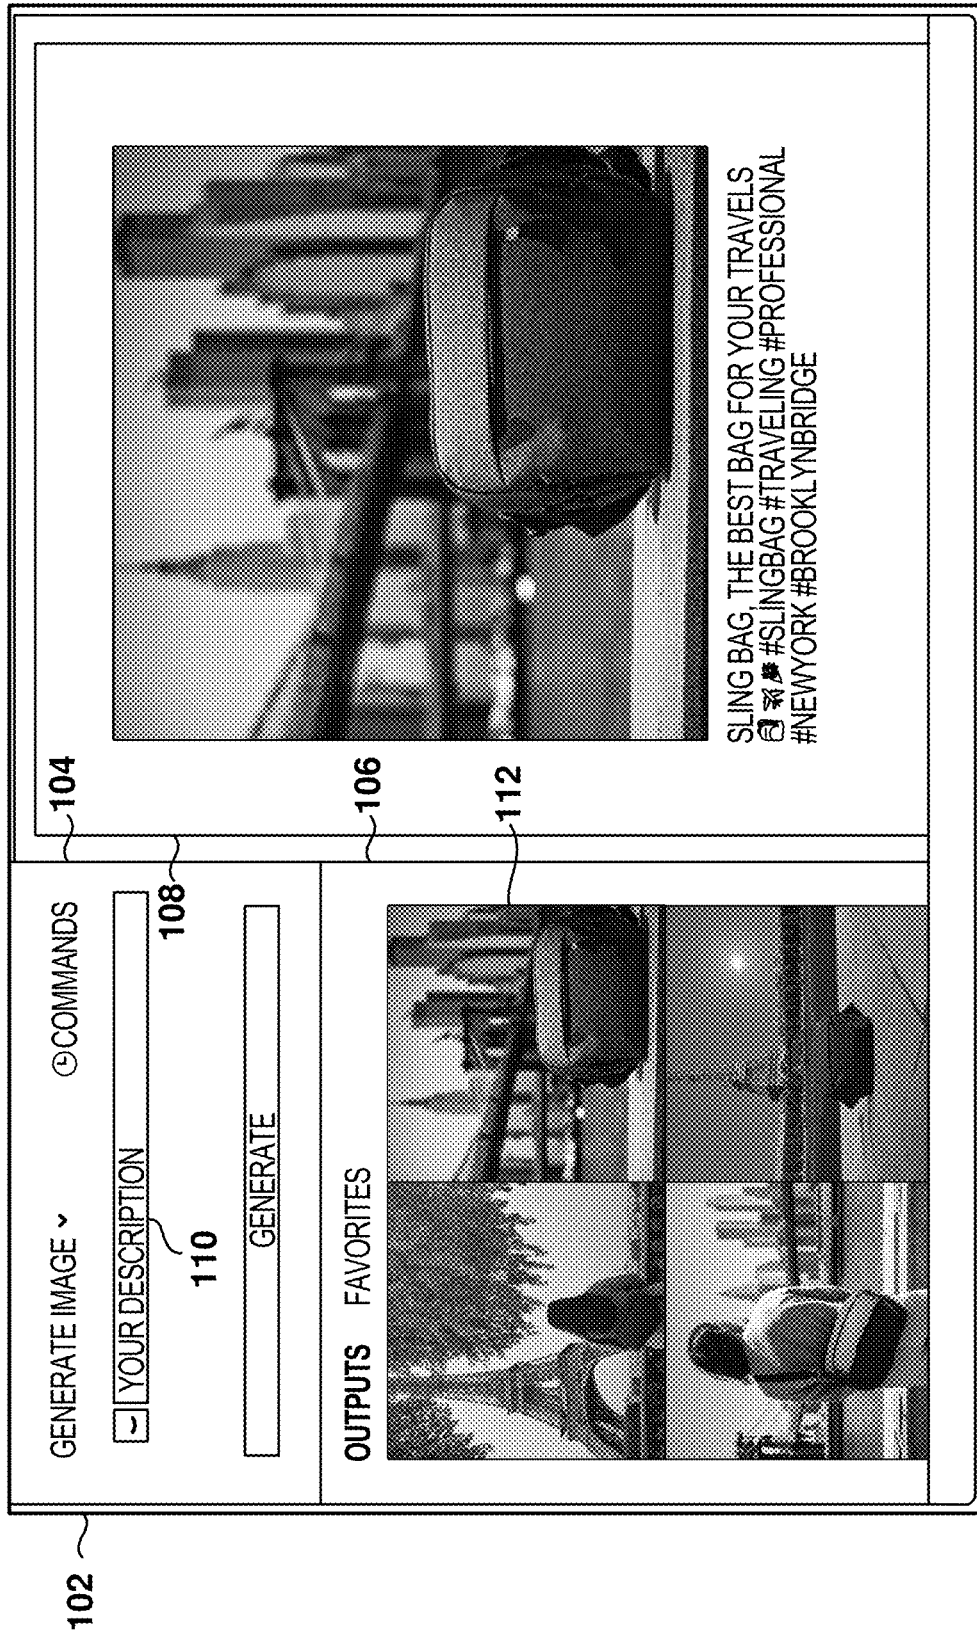 102
104
GENERATE IMAGE
COMMANDS
YOUR DESCRIPTION
110
108
GENERATE
106
OUTPUTS FAVORITES
112
SLING BAG, THE BEST BAG FOR YOUR TRAVELS
#SLINGBAG #TRAVELING #PROFESSIONAL
#NEWYORK #BROOKLYNBRIDGE